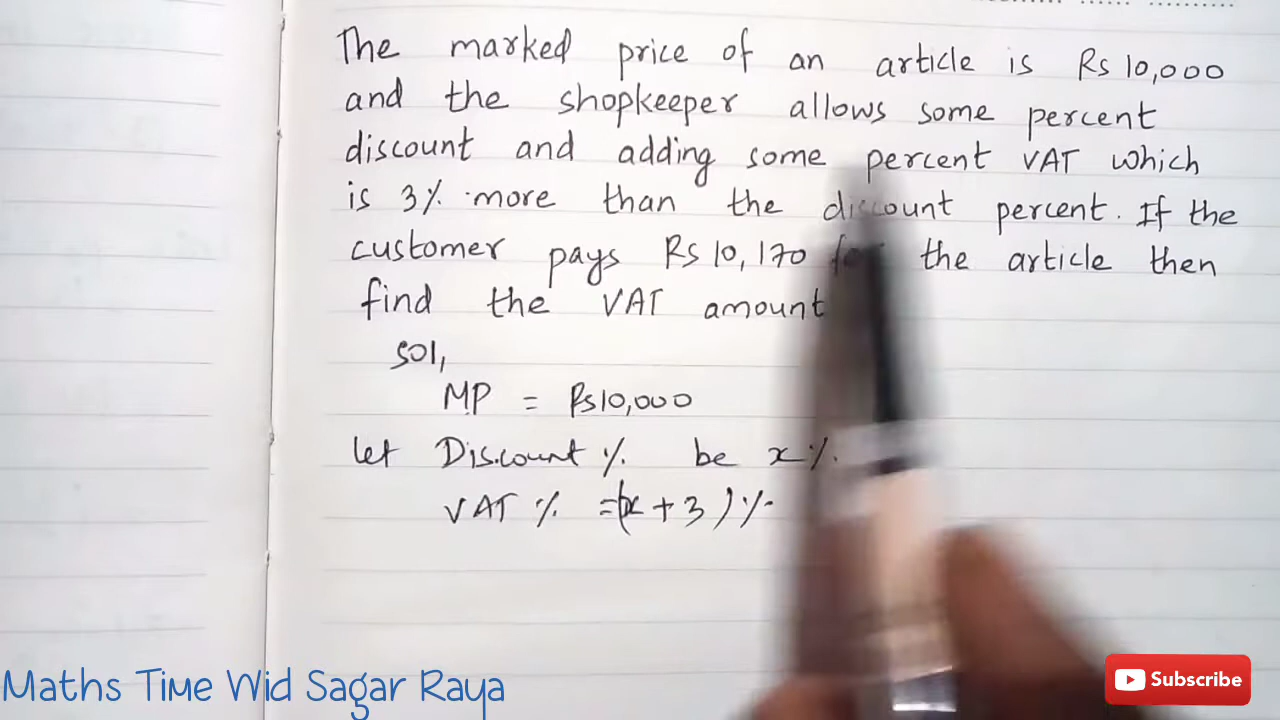 The marked price of an article is Rs 10,000
and the shopkeeper allows some percent
discount and adding some percent VAT which
is 3% more than the discount percent. If the
customer pays Rs 10,170 for the article then
find the VAT amount
sol,
MP = Rs 10,000
let Discount % be x%.
VAT % = (x + 3) %
Maths Time Wid Sagar Raya
Subscribe